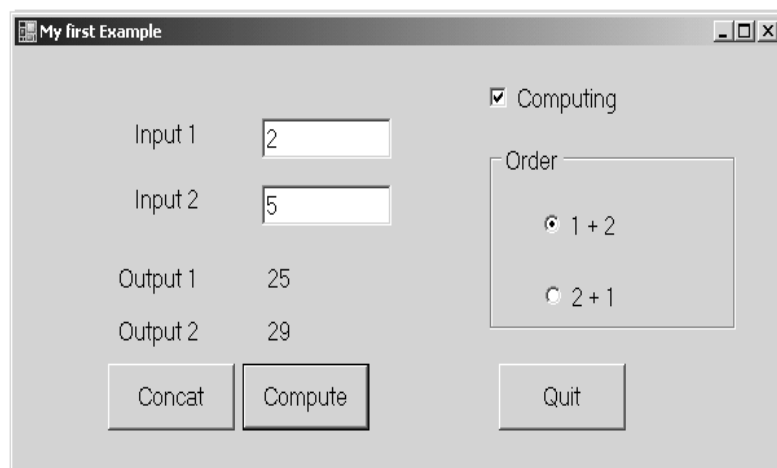 My first Example
Computing
Input 1 2
Order
Input 2 5
1 + 2
Output 1 25
2 + 1
Output 2 29
Concat Compute Quit